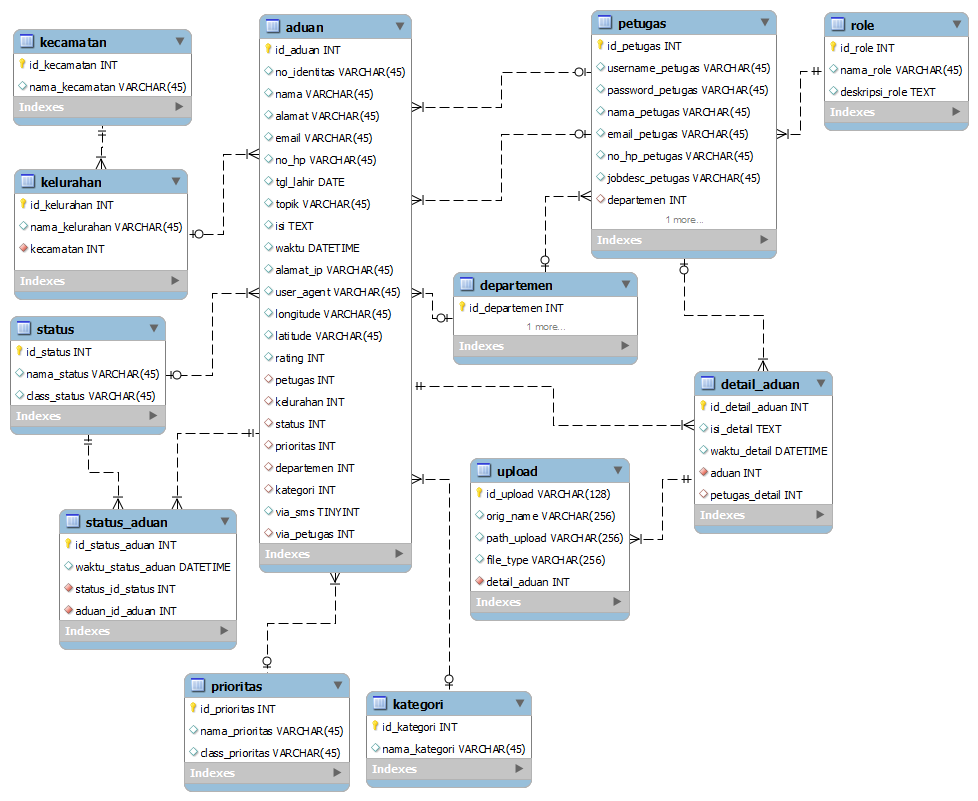 kecamatan
id_kecamatan INT
nama_kecamatan VARCHAR(45)
Indexes
kelurahan
id_kelurahan INT
nama_kelurahan VARCHAR(45)
kecamatan INT
Indexes
status
id_status INT
nama_status VARCHAR(45)
class_status VARCHAR(45)
Indexes
status_aduan
id_status_aduan INT
waktu_status_aduan DATETIME
status_id_status INT
aduan_id_aduan INT
Indexes
aduan
id_aduan INT
no_identitas VARCHAR(45)
nama VARCHAR(45)
alamat VARCHAR(45)
email VARCHAR(45)
no_hp VARCHAR(45)
tgl_lahir DATE
topik VARCHAR(45)
isi TEXT
waktu DATETIME
alamat_ip VARCHAR(45)
user_agent VARCHAR(45)
longitude VARCHAR(45)
latitude VARCHAR(45)
rating INT
petugas INT
kelurahan INT
status INT
prioritas INT
departemen INT
kategori INT
via_sms TINYINT
via_petugas INT
Indexes
prioritas
id_prioritas INT
nama_prioritas VARCHAR(45)
class_prioritas VARCHAR(45)
Indexes
kategori
id_kategori INT
nama_kategori VARCHAR(45)
Indexes
departemen
id_departemen INT
1 more...
Indexes
upload
id_upload VARCHAR(128)
orig_name VARCHAR(256)
path_upload VARCHAR(256)
file_type VARCHAR(256)
detail_aduan INT
Indexes
petugas
id_petugas INT
username_petugas VARCHAR(45)
password_petugas VARCHAR(45)
nama_petugas VARCHAR(45)
email_petugas VARCHAR(45)
no_hp_petugas VARCHAR(45)
jobdesc_petugas VARCHAR(45)
departemen INT
1 more...
Indexes
detail_aduan
id_detail_aduan INT
isi_detail TEXT
waktu_detail DATETIME
aduan INT
petugas_detail INT
Indexes
role
id_role INT
nama_role VARCHAR(45)
deskripsi_role TEXT
Indexes